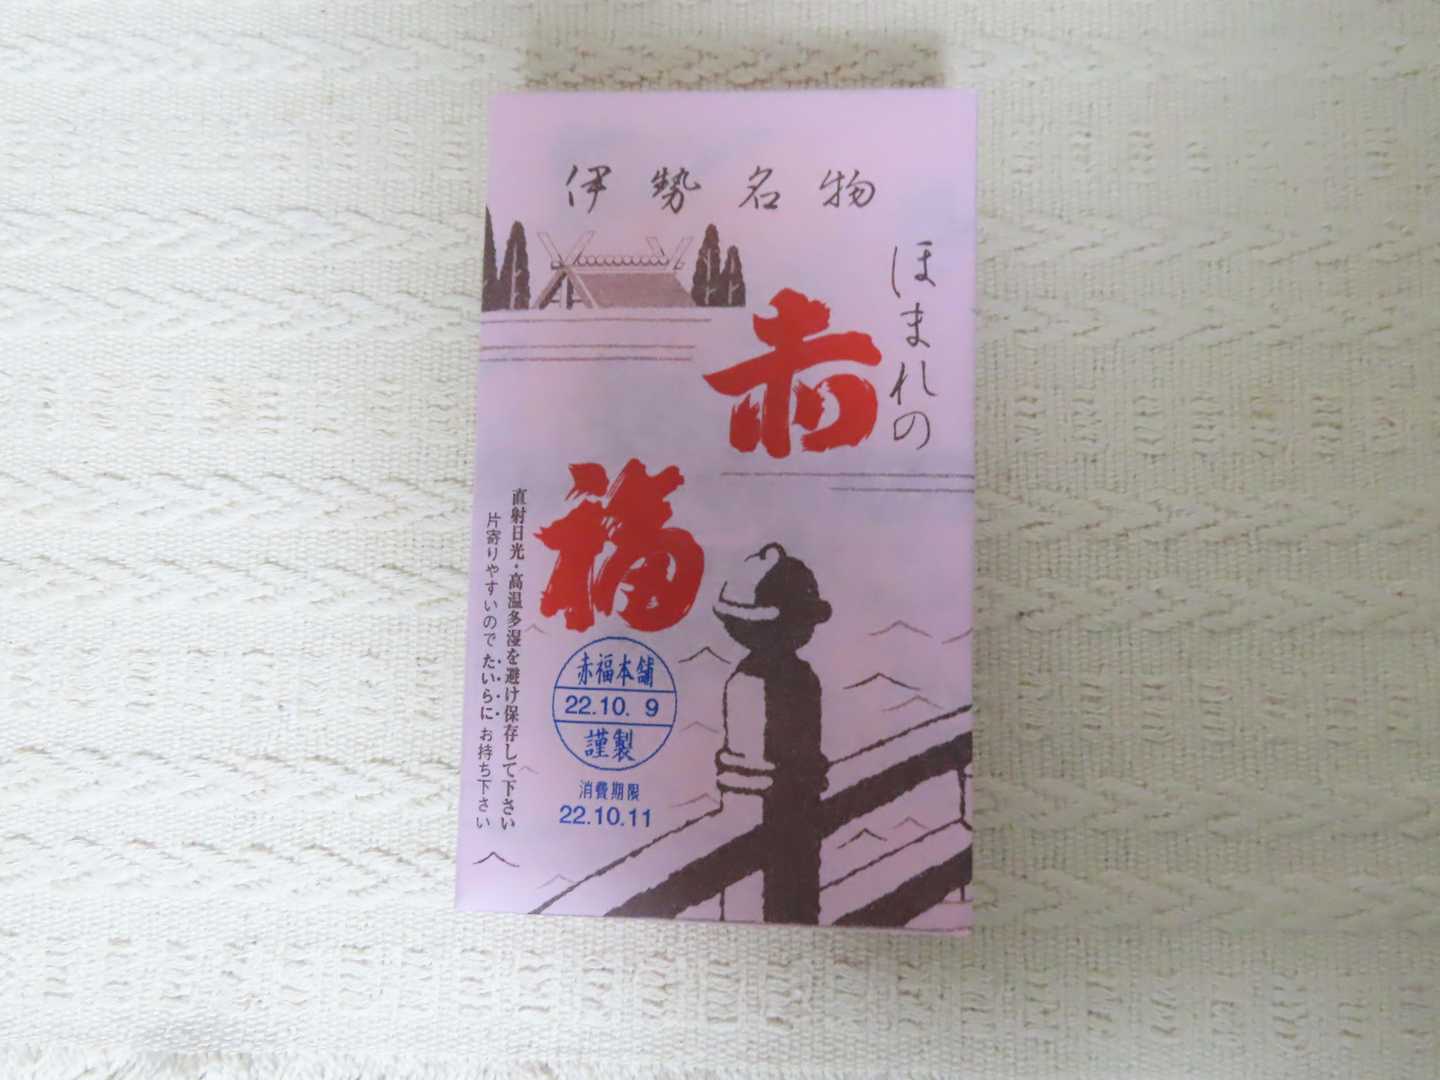 伊勢名物
ほまれの
赤
福
直射日光・高温多湿を避け保存して下さい
片寄りやすいのでたいらにお持ち下さい
赤福本舗
22.10. 9
謹製
消費期限
22.10.11